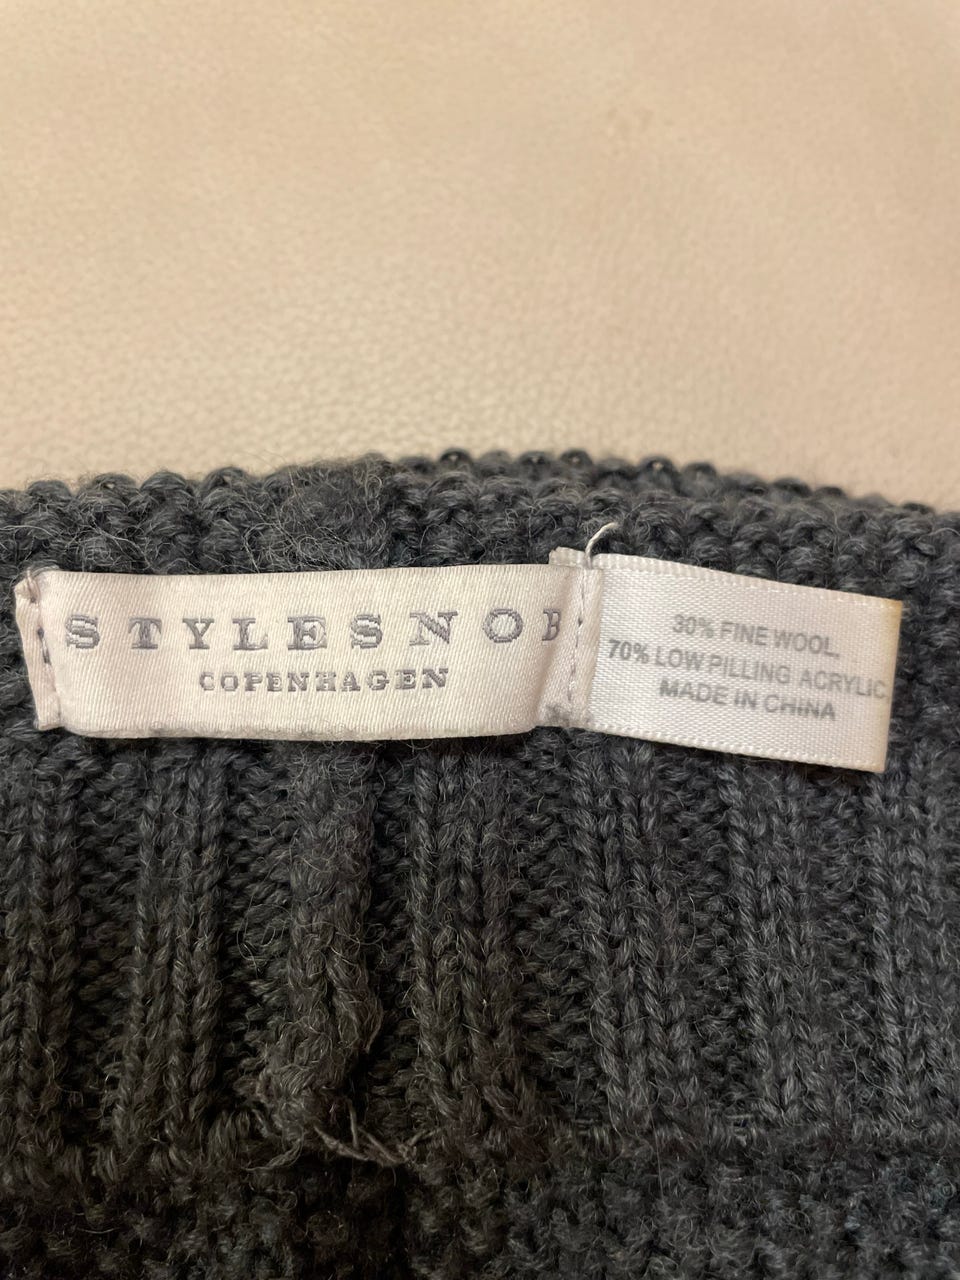 STYLESNOB
COPENHAGEN
30% FINE WOOL,
70% LOW PILLING ACRYLIC
MADE IN CHINA